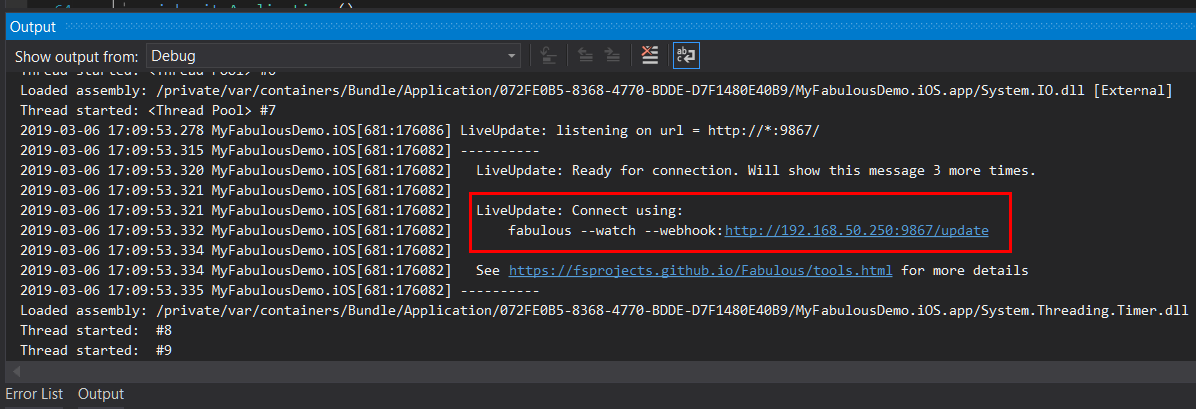 Output
Show output from: Debug
Thread started: <Thread Pool> #6
Loaded assembly: /private/var/containers/Bundle/Application/072FE0B5-8368-4770-BDDE-D7F1480E40B9/MyFabulousDemo.iOS.app/System.IO.dll [External]
Thread started: <Thread Pool> #7
2019-03-06 17:09:53.278 MyFabulousDemo.iOS[681:176086] LiveUpdate: listening on url = http://*:9867/
2019-03-06 17:09:53.315 MyFabulousDemo.iOS[681:176082] ----------
2019-03-06 17:09:53.320 MyFabulousDemo.iOS[681:176082]   LiveUpdate: Ready for connection. Will show this message 3 more times.
2019-03-06 17:09:53.321 MyFabulousDemo.iOS[681:176082]
2019-03-06 17:09:53.321 MyFabulousDemo.iOS[681:176082]   LiveUpdate: Connect using:
2019-03-06 17:09:53.332 MyFabulousDemo.iOS[681:176082]       fabulous --watch --webhook:http://192.168.50.250:9867/update
2019-03-06 17:09:53.334 MyFabulousDemo.iOS[681:176082]
2019-03-06 17:09:53.334 MyFabulousDemo.iOS[681:176082]   See https://fsprojects.github.io/Fabulous/tools.html for more details
2019-03-06 17:09:53.335 MyFabulousDemo.iOS[681:176082] ----------
Loaded assembly: /private/var/containers/Bundle/Application/072FE0B5-8368-4770-BDDE-D7F1480E40B9/MyFabulousDemo.iOS.app/System.Threading.Timer.dll
Thread started:  #8
Thread started:  #9
Error List Output